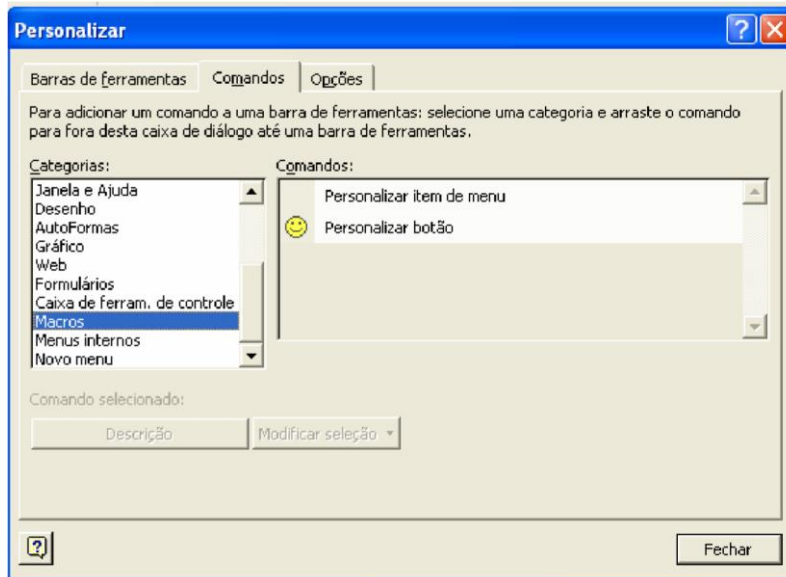 Personalizar
Barras de ferramentas Comandos Opções
Para adicionar um comando a uma barra de ferramentas: selecione uma categoria e arraste o comando
para fora desta caixa de diálogo até uma barra de ferramentas.
Categorias:
Janela e Ajuda
Desenho
AutoFormas
Gráfico
Web
Formulários
Caixa de ferram. de controle
Macros
Menus internos
Novo menu
Comandos:
Personalizar item de menu
Personalizar botão
Comando selecionado:
Descrição
Modificar seleção
Fechar